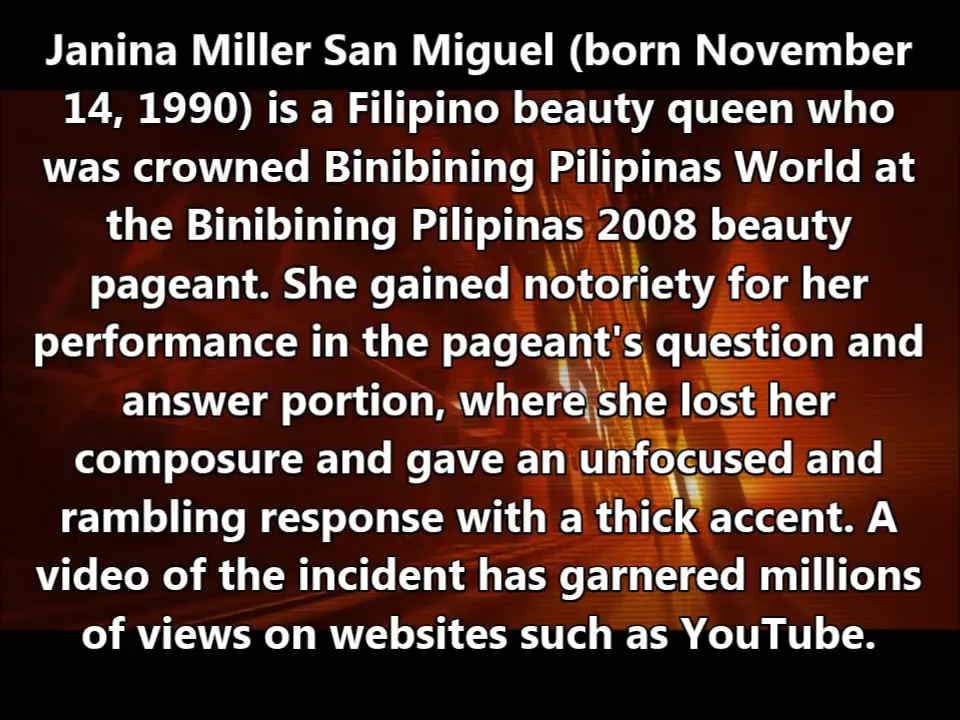 Janina Miller San Miguel (born November
14, 1990) is a Filipino beauty queen who
was crowned Binibining Pilipinas World at
the Binibining Pilipinas 2008 beauty
pageant. She gained notoriety for her
performance in the pageant's question and
answer portion, where she lost her
composure and gave an unfocused and
rambling response with a thick accent. A
video of the incident has garnered millions
of views on websites such as YouTube.